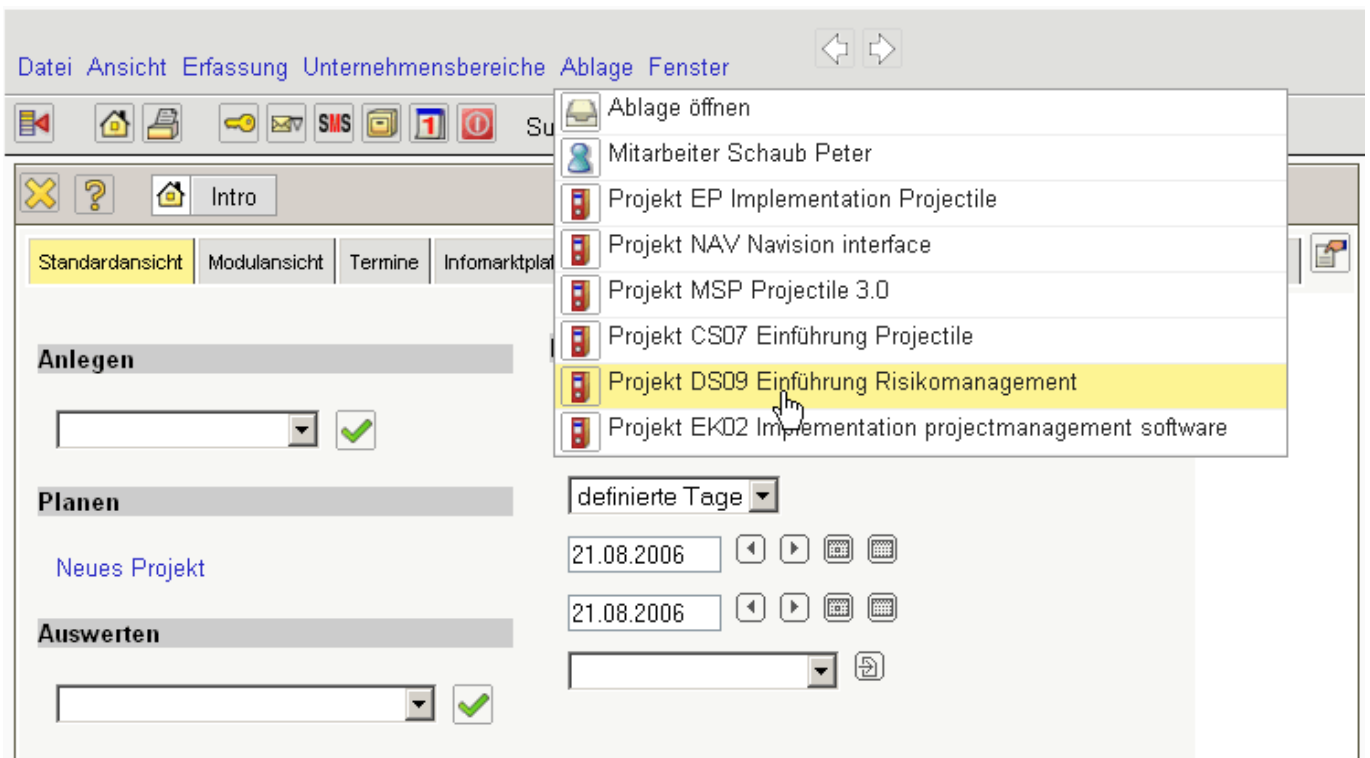 Datei Ansicht Erfassung Unternehmensbereiche Ablage Fenster
SMS 1 Su
Ablage öffnen
Mitarbeiter Schaub Peter
Projekt EP Implementation Projectile
Projekt NAV Navision interface
Projekt MSP Projectile 3.0
Projekt CS07 Einführung Projectile
Projekt DS09 Einführung Risikomanagement
Projekt EK02 Implementation projectmanagement software
Intro
Standardansicht Modulansicht Termine Infomarktplat
Anlegen
Planen
Neues Projekt
Auswerten
definierte Tage
21.08.2006
21.08.2006